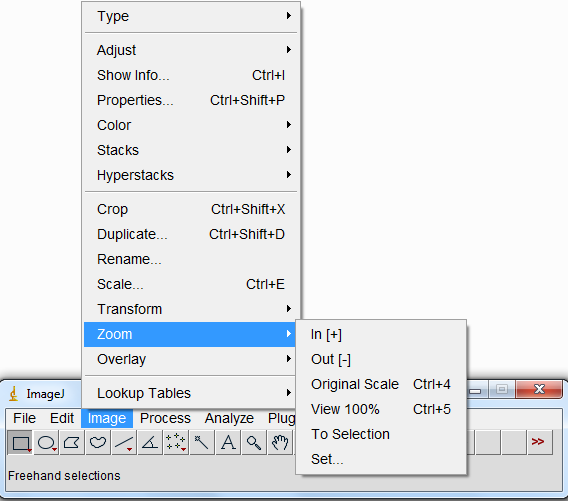 Type
Adjust
Show Info... Ctrl+I
Properties... Ctrl+Shift+P
Color
Stacks
Hyperstacks
Crop Ctrl+Shift+X
Duplicate... Ctrl+Shift+D
Rename...
Scale... Ctrl+E
Transform
Zoom
Overlay
Lookup Tables
In [+]
Out [-]
Original Scale Ctrl+4
View 100% Ctrl+5
To Selection
Set...
ImageJ
File Edit Image Process Analyze Plug
A >>
Freehand selections